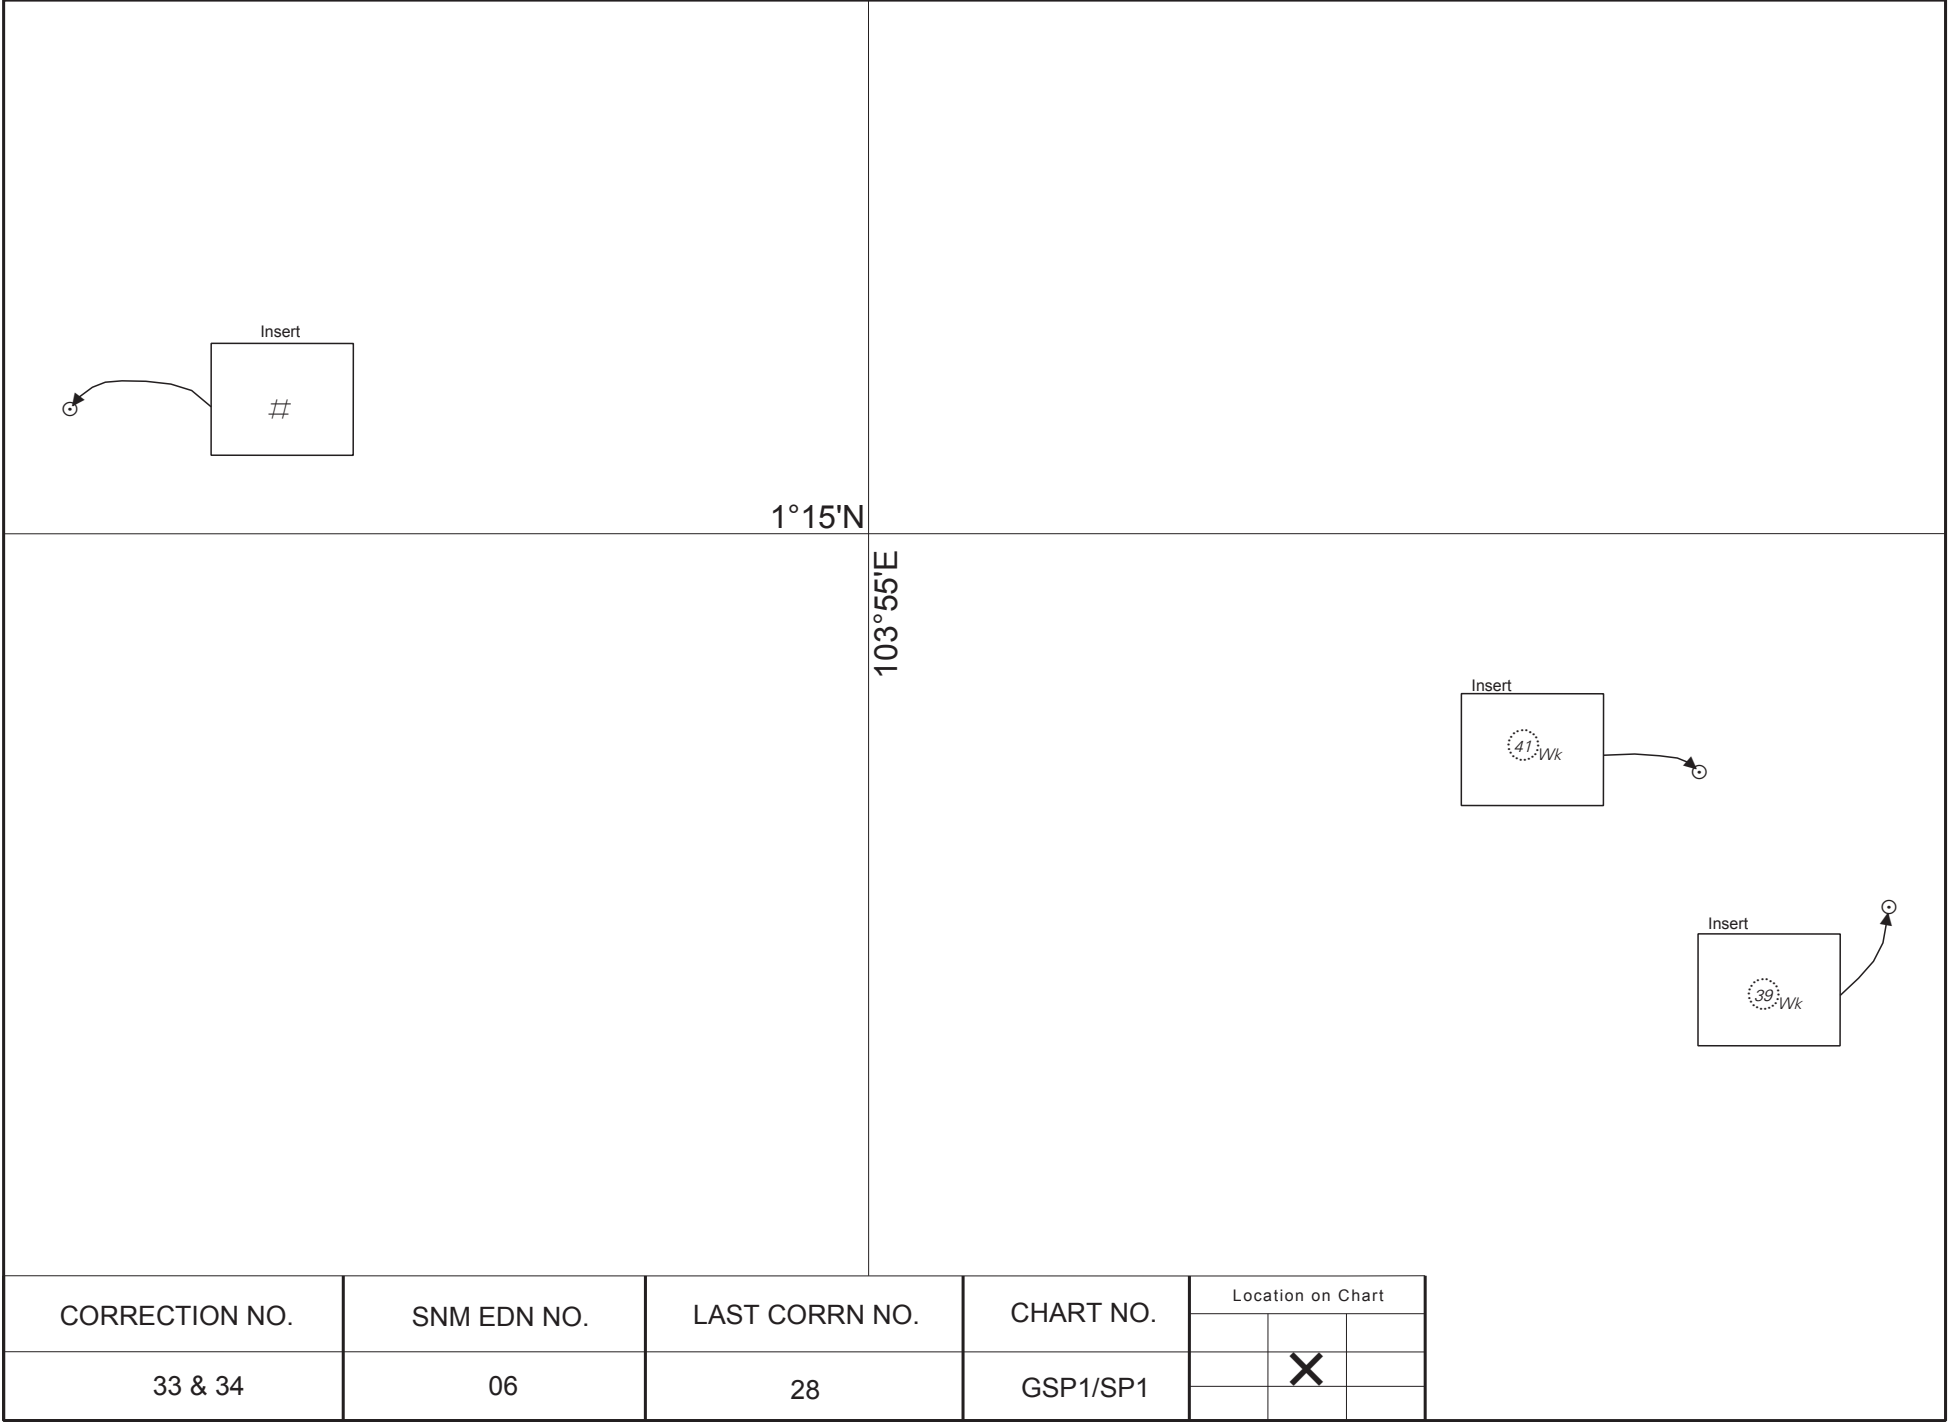 Insert
#
1°15'N
103°55'E
Insert
41 Wk
Insert
39 Wk
CORRECTION NO.
SNM EDN NO.
LAST CORRN NO.
CHART NO.
Location on Chart
33 & 34
06
28
GSP1/SP1